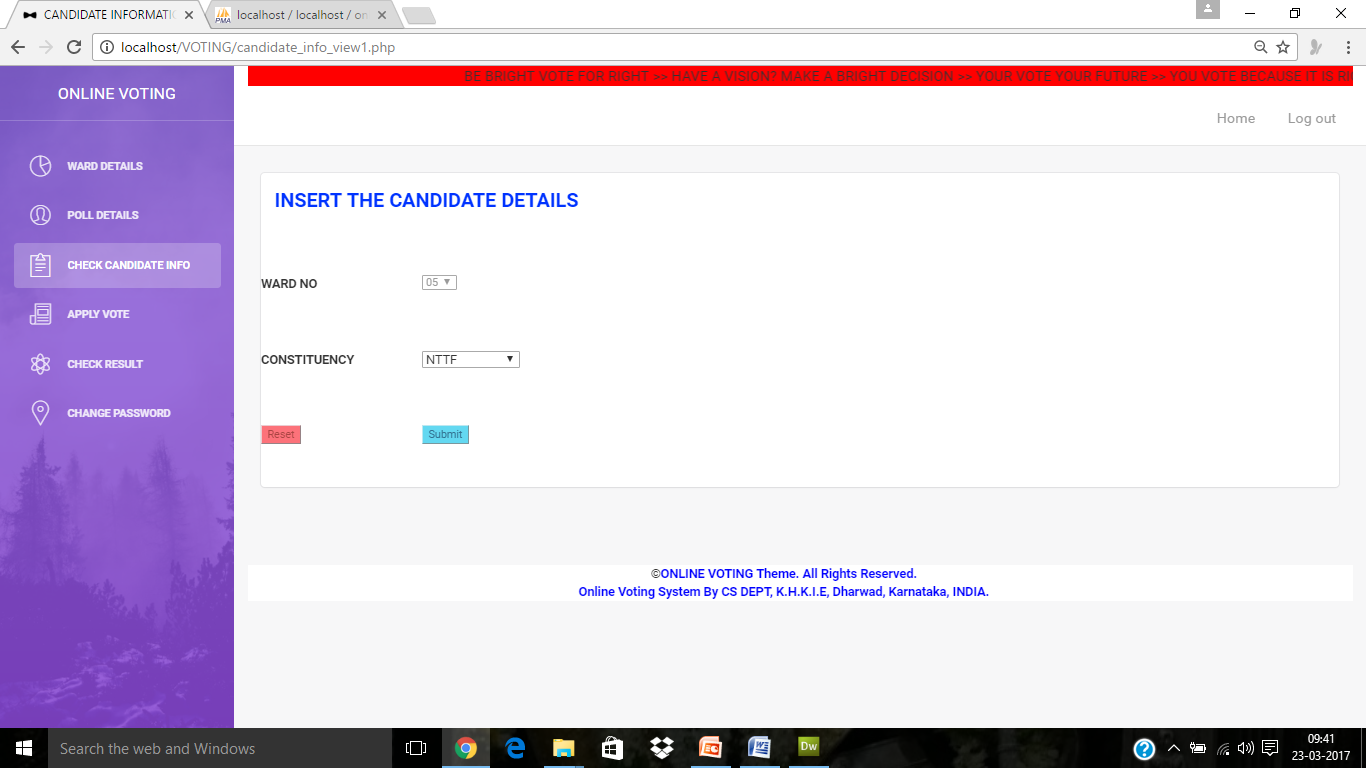 CANDIDATE INFORMATI
localhost / localhost / on
localhost/VOTING/candidate_info_view1.php
ONLINE VOTING
BE BRIGHT VOTE FOR RIGHT >> HAVE A VISION? MAKE A BRIGHT DECISION >> YOUR VOTE YOUR FUTURE >> YOU VOTE BECAUSE IT IS RI
Home
Log out
WARD DETAILS
POLL DETAILS
CHECK CANDIDATE INFO
APPLY VOTE
CHECK RESULT
CHANGE PASSWORD
INSERT THE CANDIDATE DETAILS
WARD NO
05
CONSTITUENCY
NTTF
Reset
Submit
©ONLINE VOTING Theme. All Rights Reserved.
Online Voting System By CS DEPT, K.H.K.I.E, Dharwad, Karnataka, INDIA.
Search the web and Windows
Dw
09:41
23-03-2017